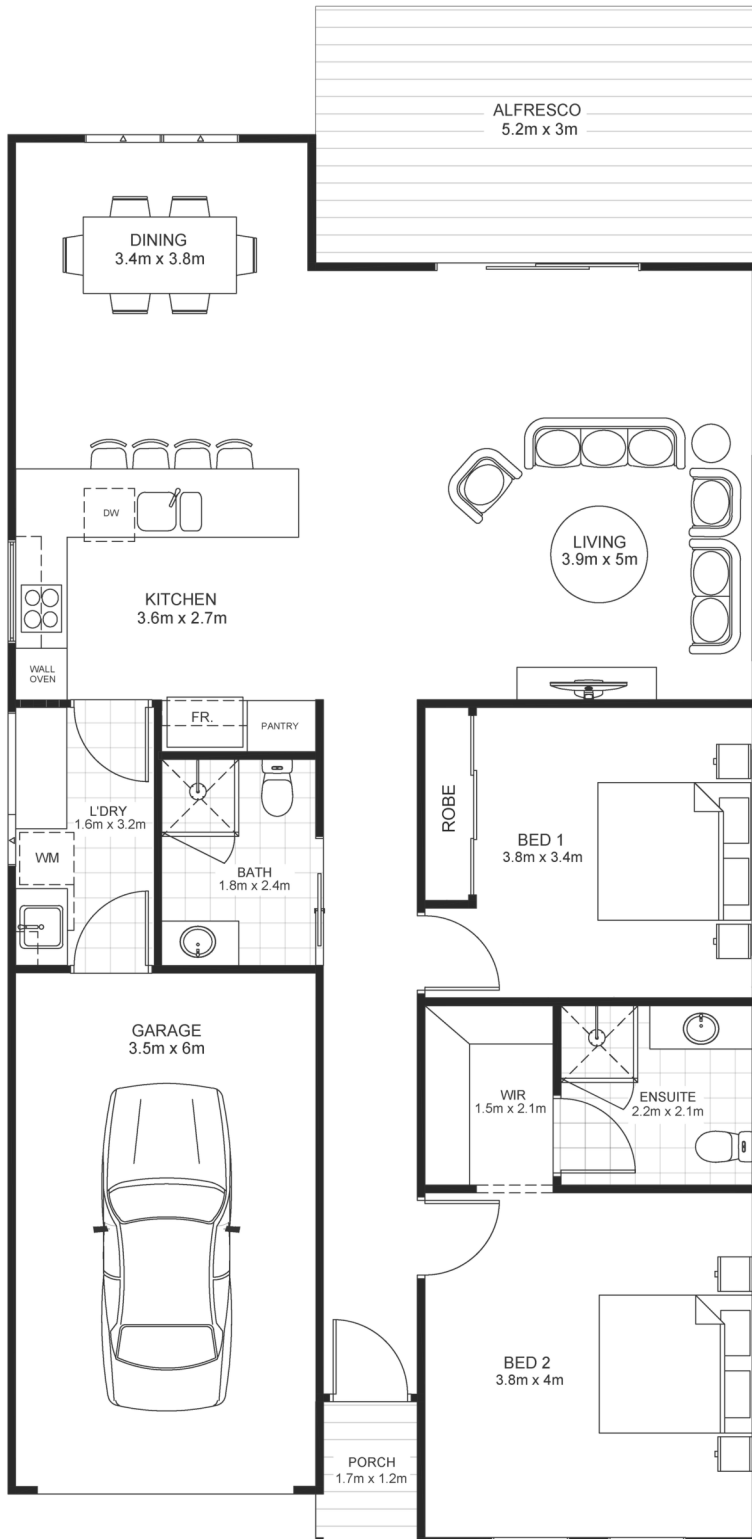 ALFRESCO
5.2m x 3m
DINING
3.4m x 3.8m
DW
LIVING
3.9m x 5m
KITCHEN
3.6m x 2.7m
WALL
OVEN
FR.
PANTRY
L'DRY
1.6m x 3.2m
WM
BATH
1.8m x 2.4m
ROBE
BED 1
3.8m x 3.4m
GARAGE
3.5m x 6m
WIR
1.5m x 2.1m
ENSUITE
2.2m x 2.1m
BED 2
3.8m x 4m
PORCH
1.7m x 1.2m